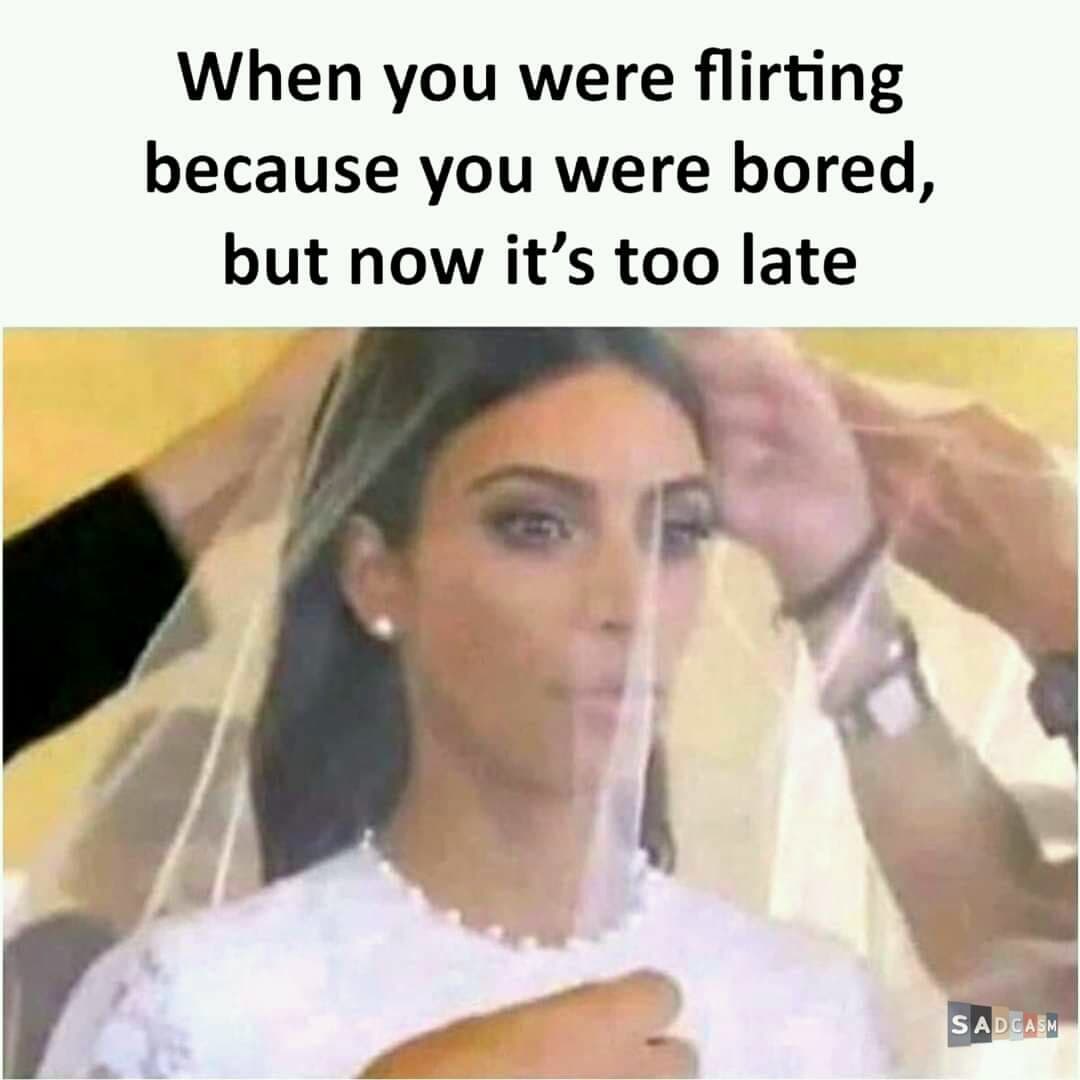 When you were flirting
because you were bored,
but now it’s too late
SADCASM